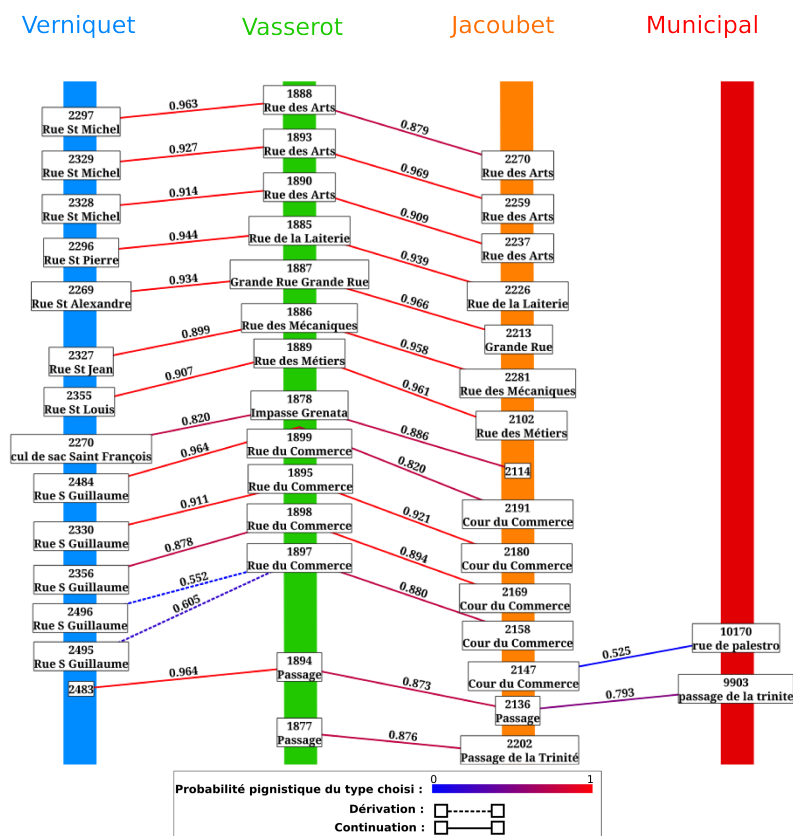 Verniquet
Vasserot
Jacoubet
Municipal
2297
Rue St Michel
2329
Rue St Michel
2328
Rue St Michel
2296
Rue St Pierre
2269
Rue St Alexandre
2327
Rue St Jean
2355
Rue St Louis
2270
cul de sac Saint François
2484
Rue S Guillaume
2330
Rue S Guillaume
2356
Rue S Guillaume
2496
Rue S Guillaume
2495
Rue S Guillaume
2483
0.963
0.927
0.914
0.944
0.934
0.899
0.907
0.820
0.964
0.911
0.878
0.552
0.605
0.964
1888
Rue des Arts
1893
Rue des Arts
1890
Rue des Arts
1885
Rue de la Laiterie
1887
Grande Rue Grande Rue
1886
Rue des Mécaniques
1889
Rue des Métiers
1878
Impasse Grenata
1899
Rue du Commerce
1895
Rue du Commerce
1898
Rue du Commerce
1897
Rue du Commerce
1894
Passage
1877
Passage
0.879
0.969
0.909
0.939
0.966
0.958
0.961
0.886
0.820
0.921
0.894
0.880
0.873
0.876
2270
Rue des Arts
2259
Rue des Arts
2237
Rue des Arts
2226
Rue de la Laiterie
2213
Grande Rue
2281
Rue des Mécaniques
2102
Rue des Métiers
2114
2191
Cour du Commerce
2180
Cour du Commerce
2169
Cour du Commerce
2158
Cour du Commerce
2147
Cour du Commerce
2136
Passage
2202
Passage de la Trinité
0.525
0.793
10170
rue de palestro
9903
passage de la trinite
0 1
Probabilité pignistique du type choisi :
Dérivation :
Continuation :